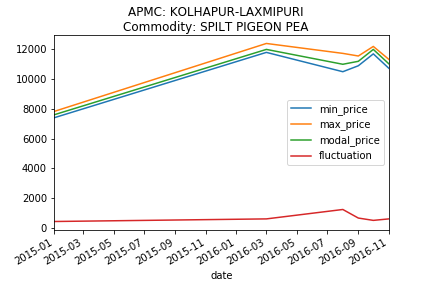 APMC: KOLHAPUR-LAXMIPURI
Commodity: SPILT PIGEON PEA
12000
10000
8000
6000
4000
2000
0
min_price
max_price
modal_price
fluctuation
2015-01
2015-03
2015-05
2015-07
2015-09
2015-11
2016-01
2016-03
2016-05
2016-07
2016-09
2016-11
date